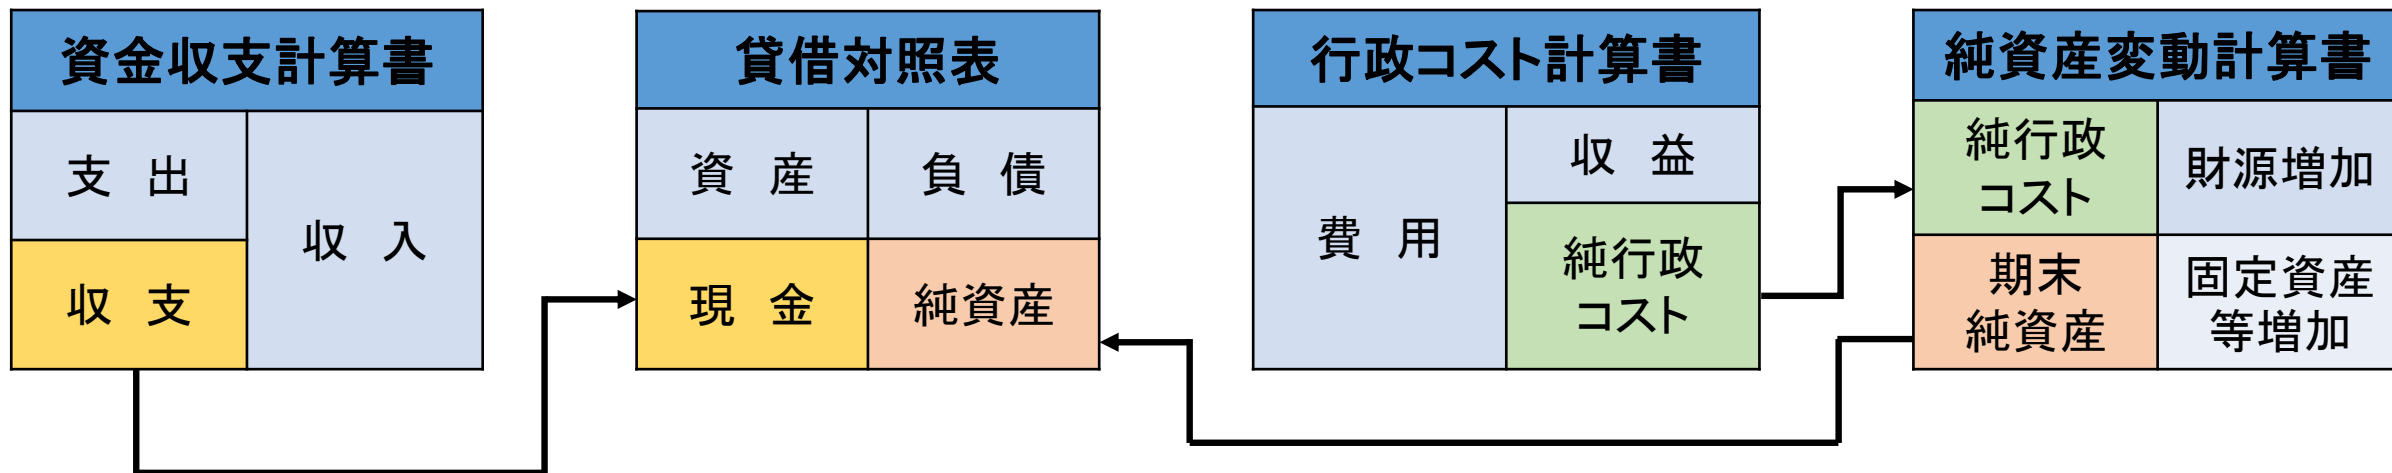 資金収支計算書
支 出
収 入
収 支
貸借対照表
資 産
負 債
現 金
純資産
行政コスト計算書
費 用
収 益
純行政
コスト
純資産変動計算書
純行政
コスト
財源増加
期末
純資産
固定資産
等増加